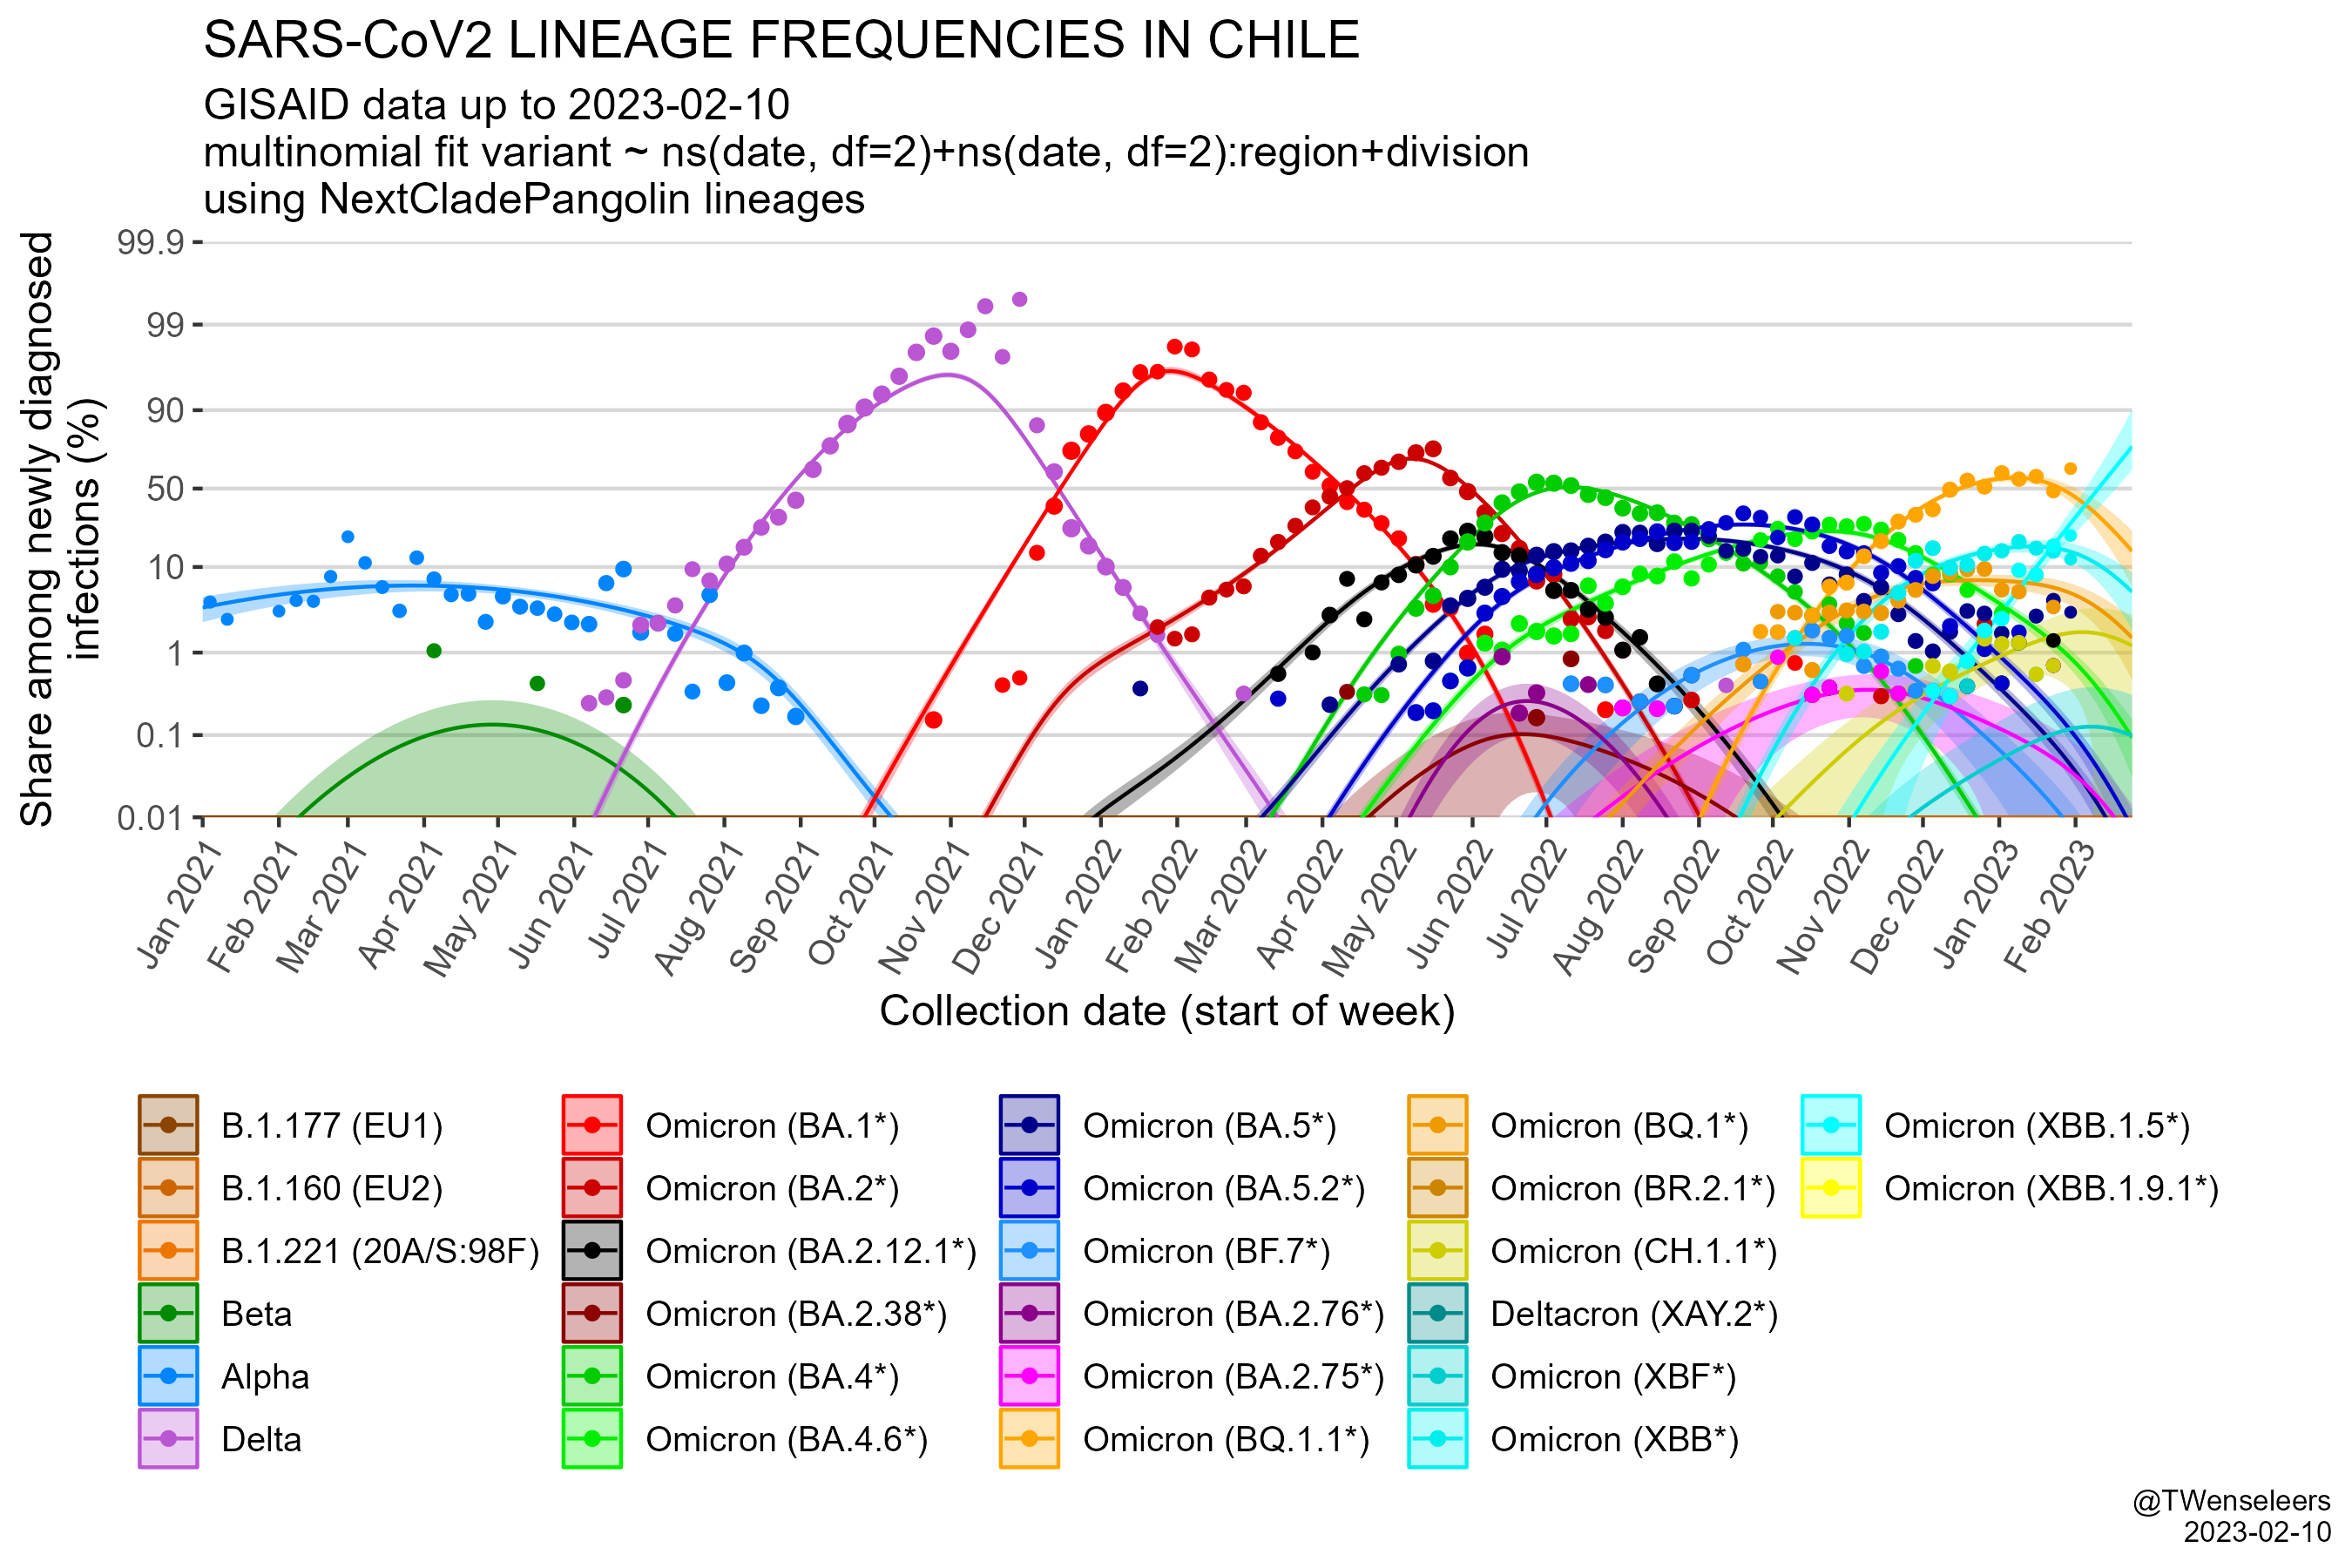 SARS-CoV2 LINEAGE FREQUENCIES IN CHILE
GISAID data up to 2023-02-10
multinomial fit variant ~ ns(date, df=2)+ns(date, df=2):region+division
using NextCladePangolin lineages
Share among newly diagnosed
infections (%)
99.9
99
90
50
10
1
0.1
0.01
Jan 2021
Feb 2021
Mar 2021
Apr 2021
May 2021
Jun 2021
Jul 2021
Aug 2021
Sep 2021
Oct 2021
Nov 2021
Dec 2021
Jan 2022
Feb 2022
Mar 2022
Apr 2022
May 2022
Jun 2022
Jul 2022
Aug 2022
Sep 2022
Oct 2022
Nov 2022
Dec 2022
Jan 2023
Feb 2023
Collection date (start of week)
B.1.177 (EU1)
B.1.160 (EU2)
B.1.221 (20A/S:98F)
Beta
Alpha
Delta
Omicron (BA.1*)
Omicron (BA.2*)
Omicron (BA.2.12.1*)
Omicron (BA.2.38*)
Omicron (BA.4*)
Omicron (BA.4.6*)
Omicron (BA.5*)
Omicron (BA.5.2*)
Omicron (BF.7*)
Omicron (BA.2.76*)
Omicron (BA.2.75*)
Omicron (BQ.1.1*)
Omicron (BQ.1*)
Omicron (BR.2.1*)
Omicron (CH.1.1*)
Deltacron (XAY.2*)
Omicron (XBF*)
Omicron (XBB*)
Omicron (XBB.1.5*)
Omicron (XBB.1.9.1*)
@TWenseleers
2023-02-10